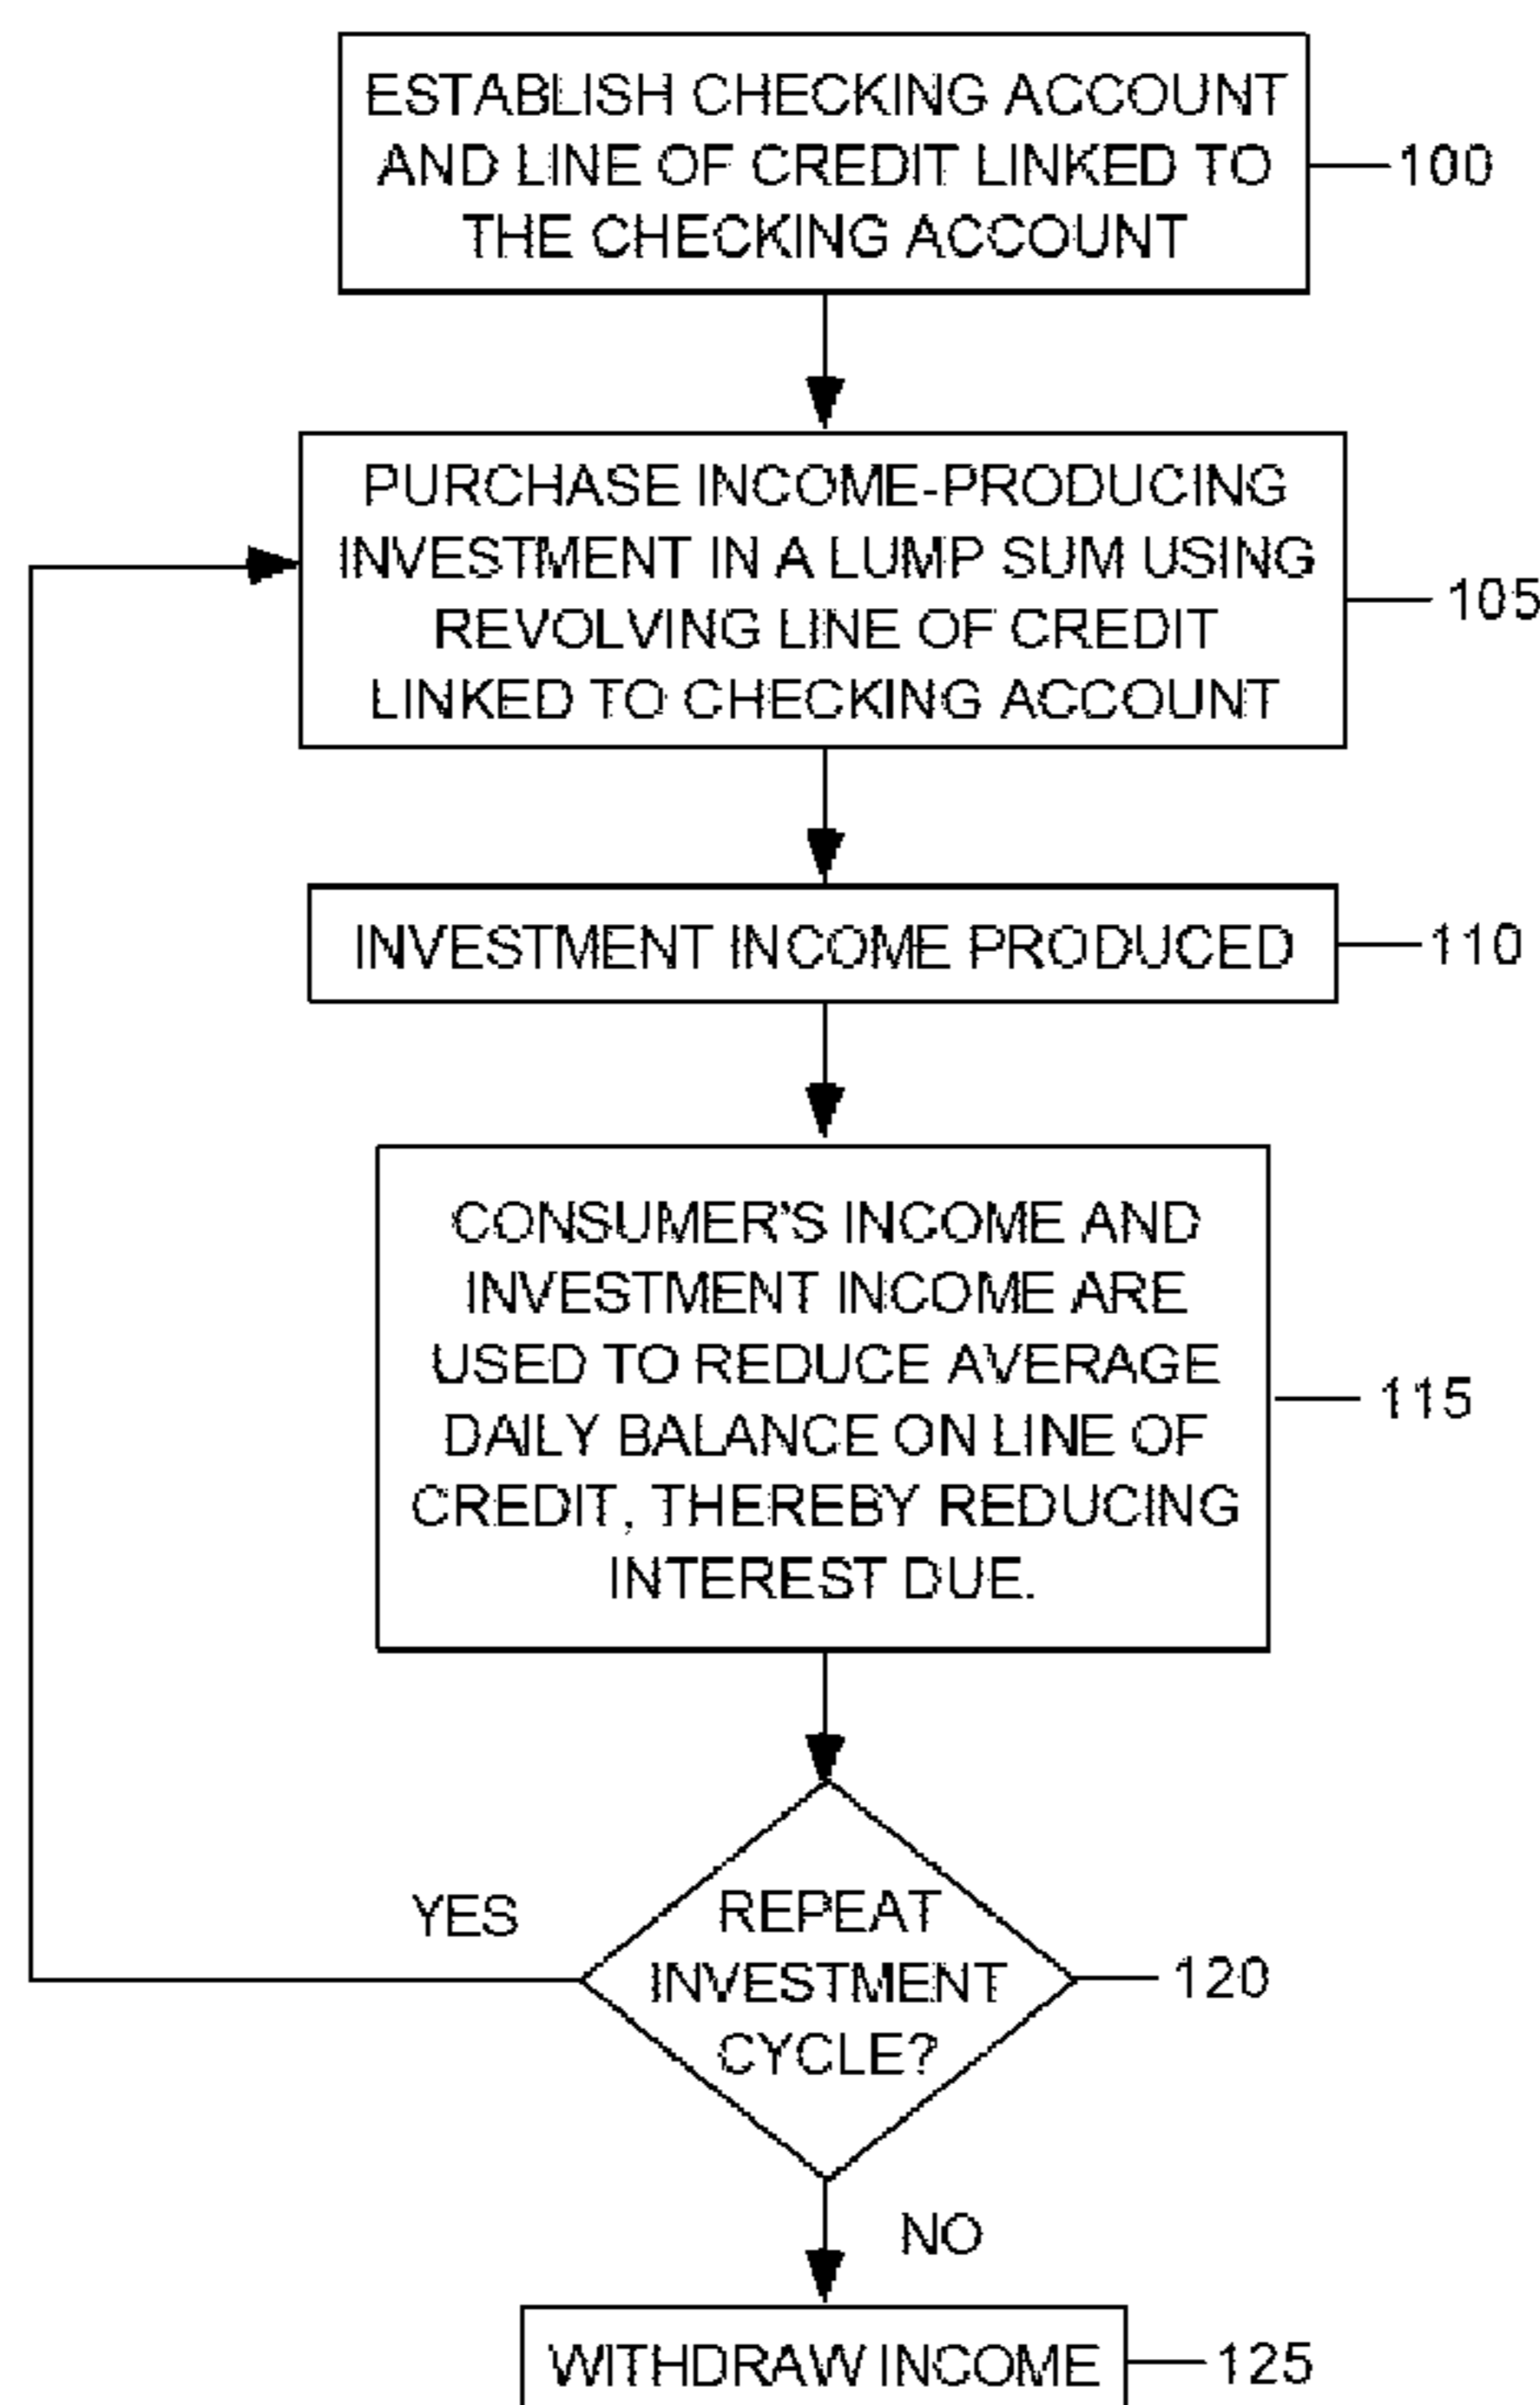 ESTABLISH CHECKING ACCOUNT
AND LINE OF CREDIT LINKED TO
THE CHECKING ACCOUNT
100
PURCHASE INCOME-PRODUCING
INVESTMENT IN A LUMP SUM USING
REVOLVING LINE OF CREDIT
LINKED TO CHECKING ACCOUNT
105
INVESTMENT INCOME PRODUCED
110
CONSUMER'S INCOME AND
INVESTMENT INCOME ARE
USED TO REDUCE AVERAGE
DAILY BALANCE ON LINE OF
CREDIT, THEREBY REDUCING
INTEREST DUE.
115
YES
REPEAT
INVESTMENT
CYCLE?
120
NO
WITHDRAW INCOME
125